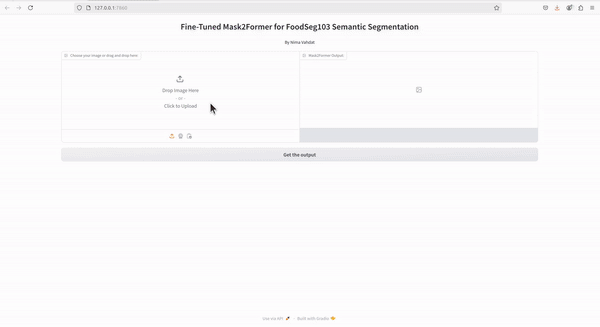 127.0.0.1:7860
Fine-Tuned Mask2Former for FoodSeg103 Semantic Segmentation
By Nima Vahdat
Choose your image or drag and drop here:
Mask2Former Output:
Drop Image Here
- or -
Click to Upload
Get the output
Use via API
Built with Gradio